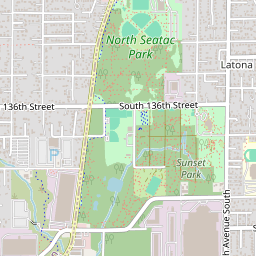 North Seatac
Park
Latona
136th Street
South 136th Street
Sunset
Park
P
Avenue South